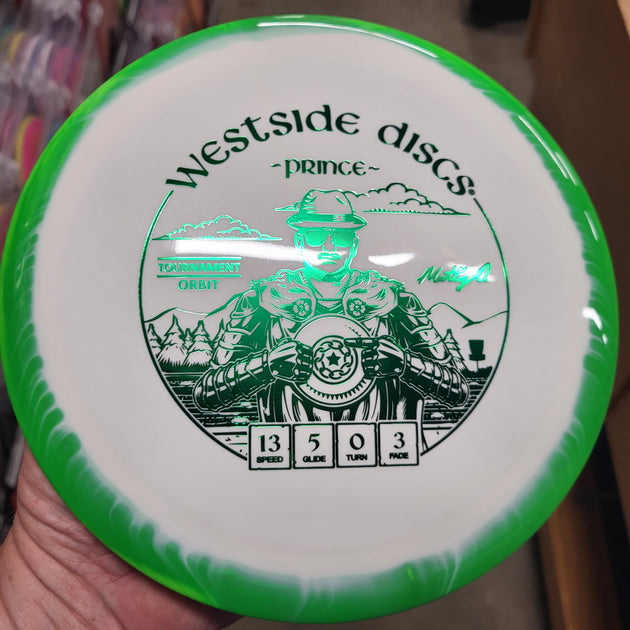 westside discs®
~PRINCE~
TOURNAMENT
ORBIT
13 5 0 3
SPEED GLIDE TURN FADE